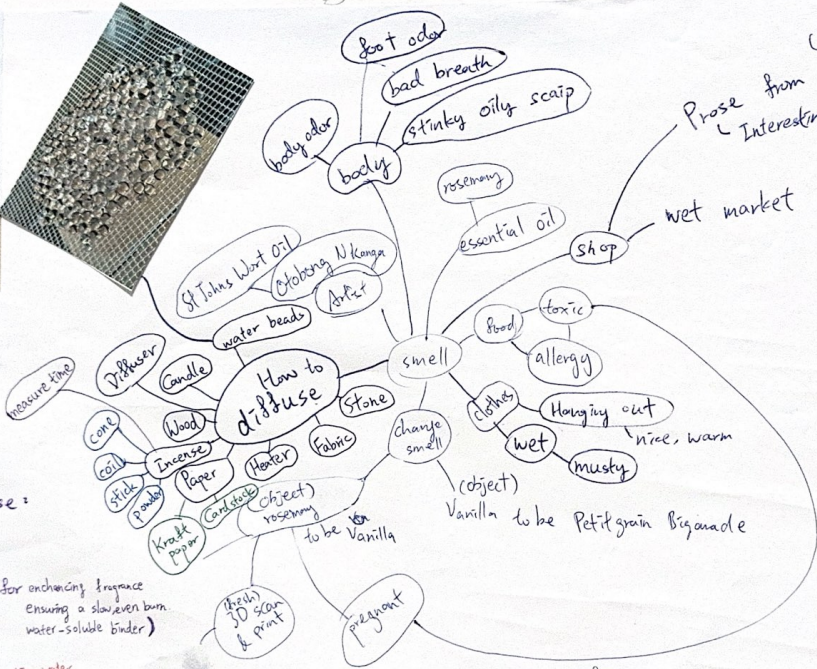 foot odor
bad breath
stinky oily scalp
body odor
body
Prose from
Interestin
rosemary
essential oil
shop
wet market
St Johns Wort Oil
Otobong Nkanga
Artist
water beads
smell
food
toxic
allergy
How to
diffuse
Diffuser
Candle
measure time
Wood
Stone
Fabric
Heater
Paper
Incense
cone
coil
stick
powder
Kraft
paper
Cardstock
change
smell
clothes
Hanging out
nice, warm
wet
musty
(object)
rosemary
to be Vanilla
(object)
Vanilla to be Petitgrain Bigarade
se:
for enchancing fragrance
ensuring a slow, even burn
water-soluble binder)
(fresh)
3D scan
& print
pregnant